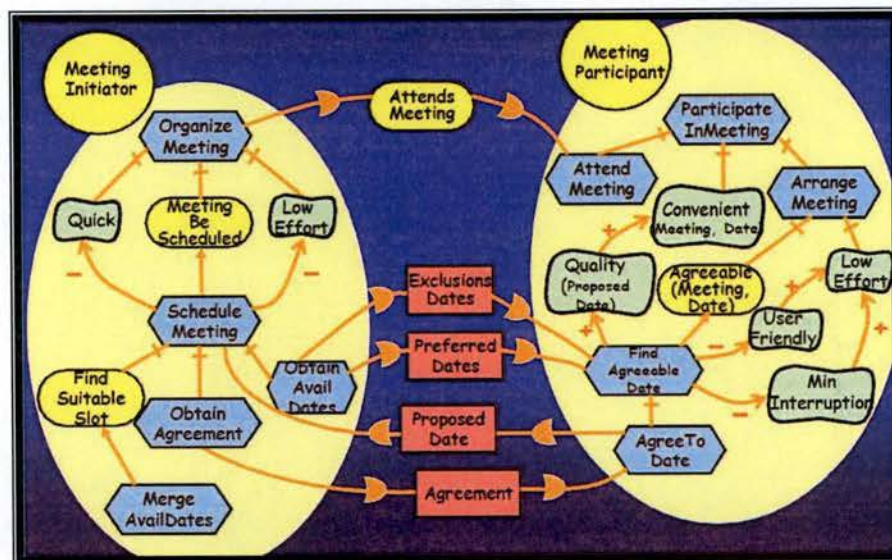 Meeting
Initiator
Organize
Meeting
Quick
Meeting
Be
Scheduled
Low
Effort
Schedule
Meeting
Find
Suitable
Slot
Obtain
Agreement
Obtain
Avail
Dates
Merge
AvailDates
Attends
Meeting
Exclusions
Dates
Preferred
Dates
Proposed
Date
Agreement
Meeting
Participant
Participate
InMeeting
Attend
Meeting
Arrange
Meeting
Convenient
(Meeting, Date)
Quality
(Proposed
Date)
Agreeable
(Meeting,
Date)
Low
Effort
User
Friendly
Find
Agreeable
Date
Min
Interruption
AgreeTo
Date